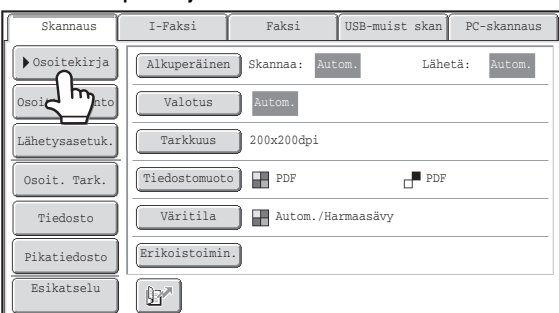 Skannaus I-Faksi Faksi USB-muist skan PC-skannaus
Osoitekirja Alkuperäinen Skannaa: Autom. Lähetä: Autom.
Valotus Autom.
Lähetysasetuk. Tarkkuus 200x200dpi
Osoit. Tark. Tiedostomuoto PDF PDF
Tiedosto Väritila Autom./Harmaasävy
Pikatiedosto Erikoistoimin.
Esikatselu